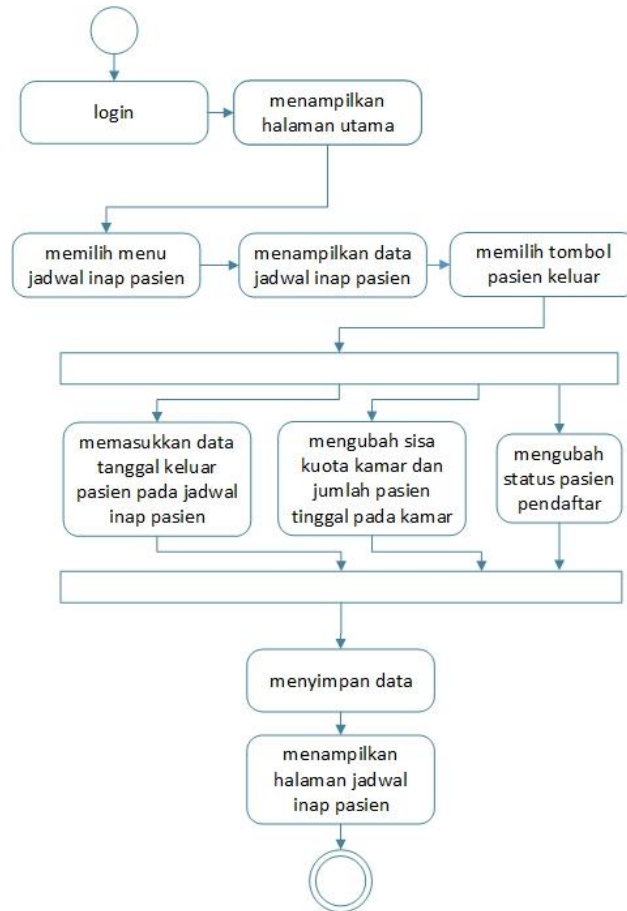 login
menampilkan
halaman utama
memilih menu
jadwal inap pasien
menampilkan data
jadwal inap pasien
memilih tombol
pasien keluar
memasukkan data
tanggal keluar
pasien pada jadwal
inap pasien
mengubah sisa
kuota kamar dan
jumlah pasien
tinggal pada kamar
mengubah
status pasien
pendaftar
menyimpan data
menampilkan
halaman jadwal
inap pasien